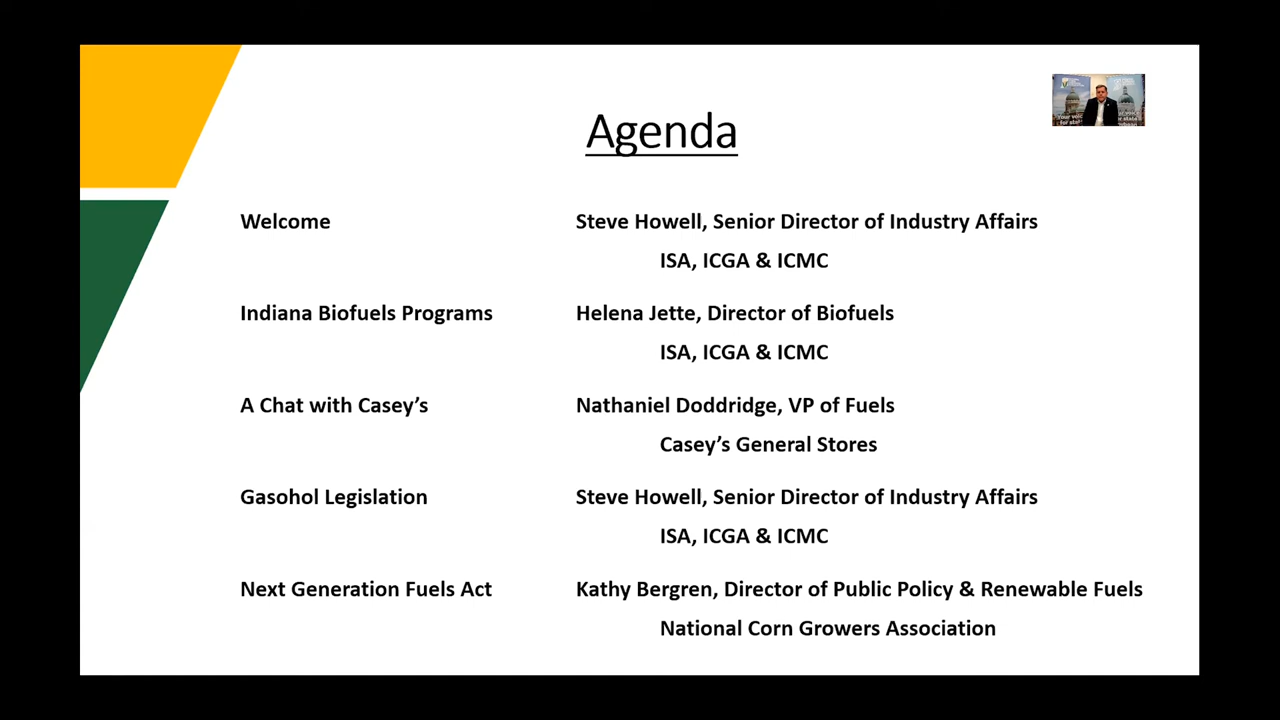 Agenda
Welcome
Steve Howell, Senior Director of Industry Affairs
ISA, ICGA & ICMC
Indiana Biofuels Programs
Helena Jette, Director of Biofuels
ISA, ICGA & ICMC
A Chat with Casey’s
Nathaniel Doddridge, VP of Fuels
Casey’s General Stores
Gasohol Legislation
Steve Howell, Senior Director of Industry Affairs
ISA, ICGA & ICMC
Next Generation Fuels Act
Kathy Bergren, Director of Public Policy & Renewable Fuels
National Corn Growers Association